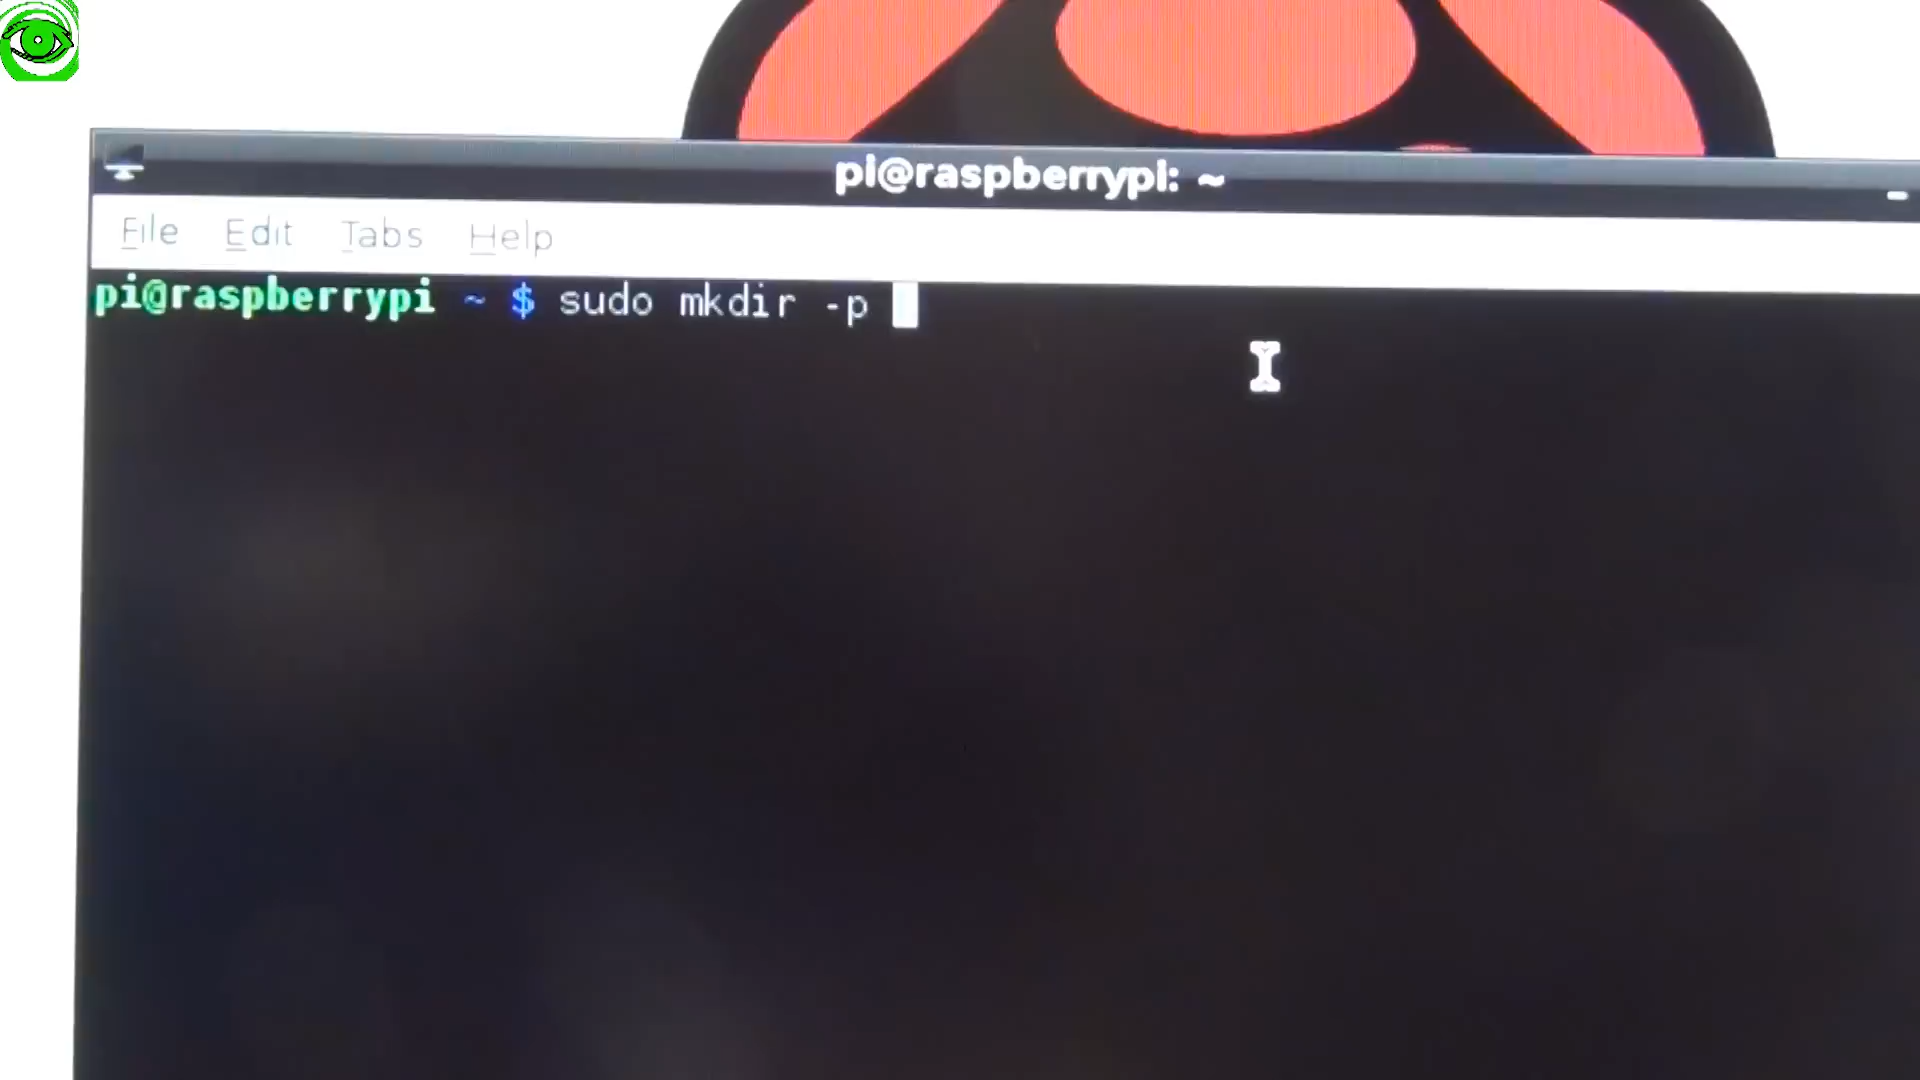 pi@raspberrypi: ~
File Edit Tabs Help
pi@raspberrypi ~ $ sudo mkdir -p